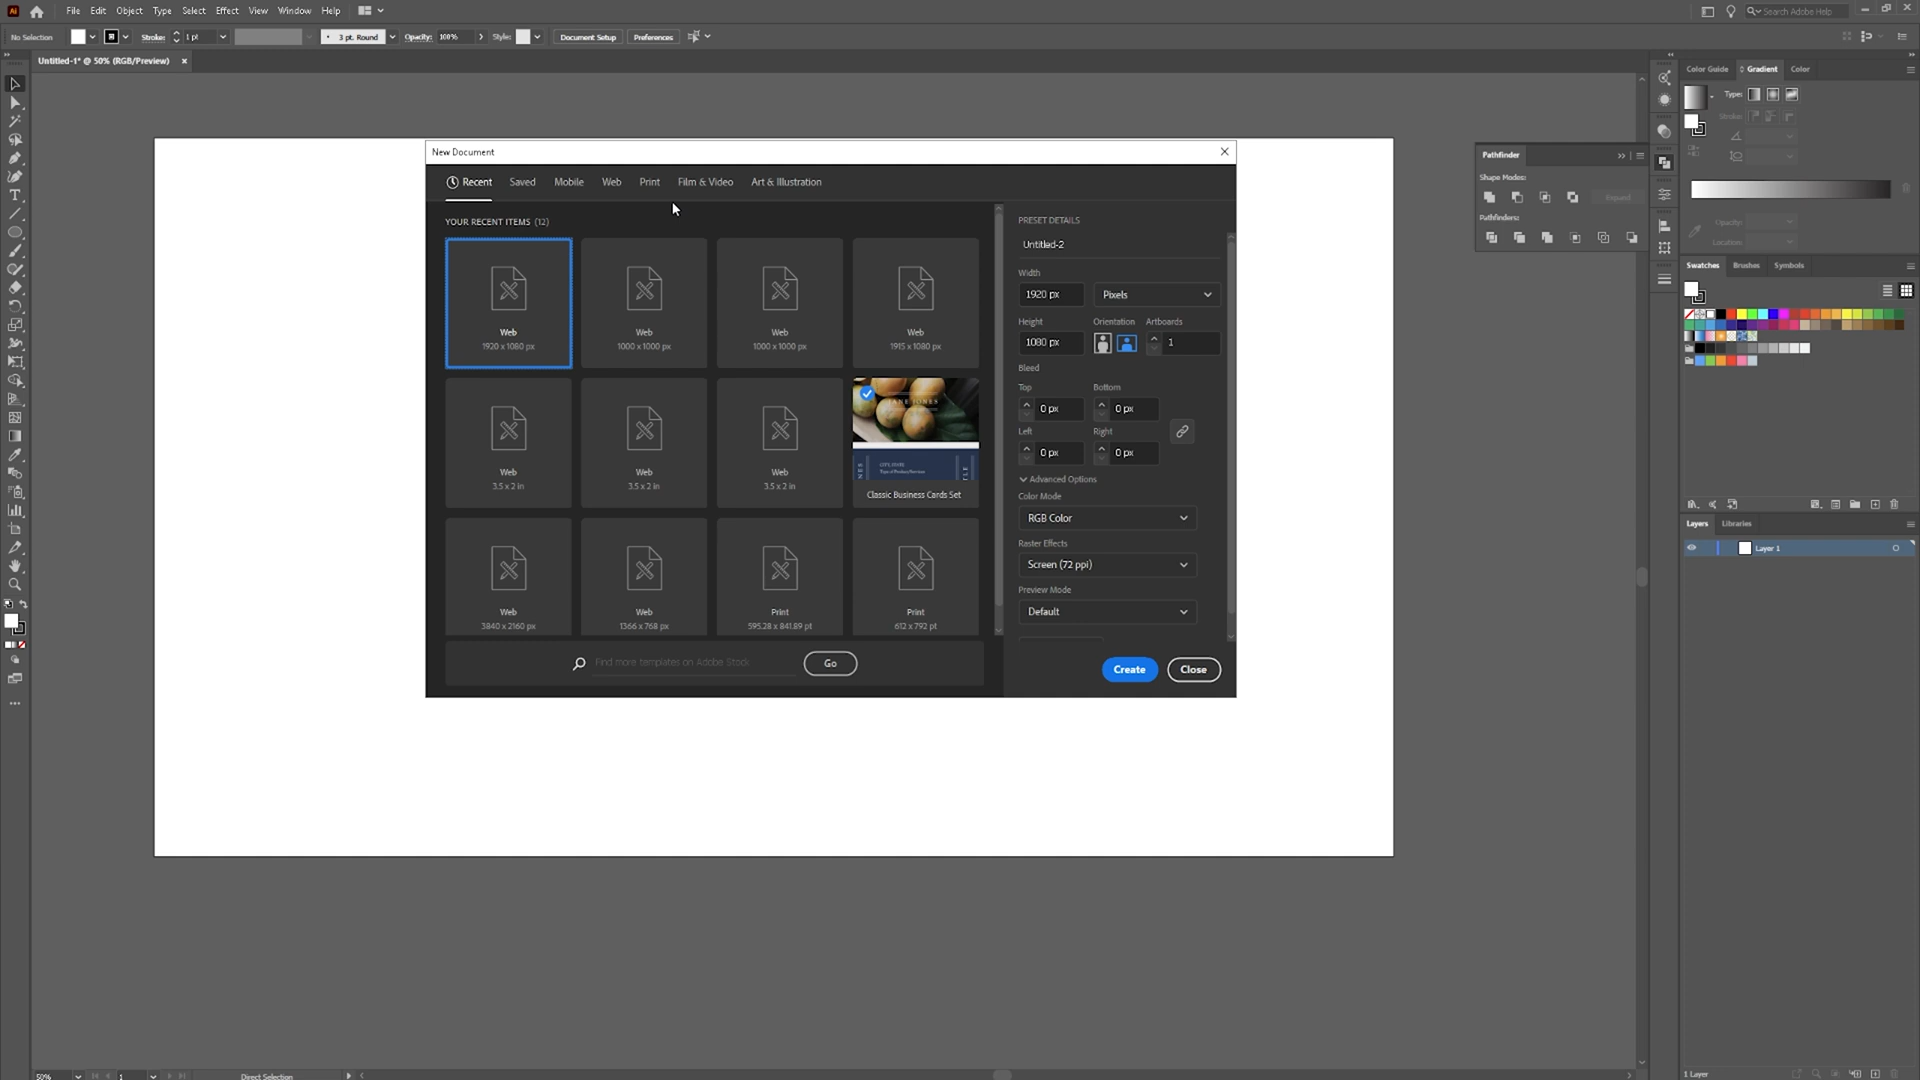 Ai File Edit Object Type Select Effect View Window Help Search Adobe Help
No Selection Stroke: 1 pt 3 pt. Round Opacity: 100% Style: Document Setup Preferences
Untitled-1* @ 50% (RGB/Preview)
New Document
Recent Saved Mobile Web Print Film & Video Art & Illustration
YOUR RECENT ITEMS (12)
Web
1920 x 1080 px
Web
1000 x 1000 px
Web
1000 x 1000 px
Web
1915 x 1080 px
Web
3.5 x 2 in
Web
3.5 x 2 in
Web
3.5 x 2 in
JANE JONES
Classic Business Cards Set
Web
3840 x 2160 px
Web
1366 x 768 px
Print
595.28 x 841.89 pt
Print
612 x 792 pt
Find more templates on Adobe Stock Go
PRESET DETAILS
Untitled-2
Width
1920 px Pixels
Height Orientation Artboards
1080 px 1
Bleed
Top Bottom
0 px 0 px
Left Right
0 px 0 px
Advanced Options
Color Mode
RGB Color
Raster Effects
Screen (72 ppi)
Preview Mode
Default
Create Close
Pathfinder
Shape Modes:
Expand
Pathfinders:
Color Guide Gradient Color
Type:
Stroke:
Opacity:
Location:
Swatches Brushes Symbols
Layers Libraries
Layer 1
50% 1 Direct Selection
1 Layer